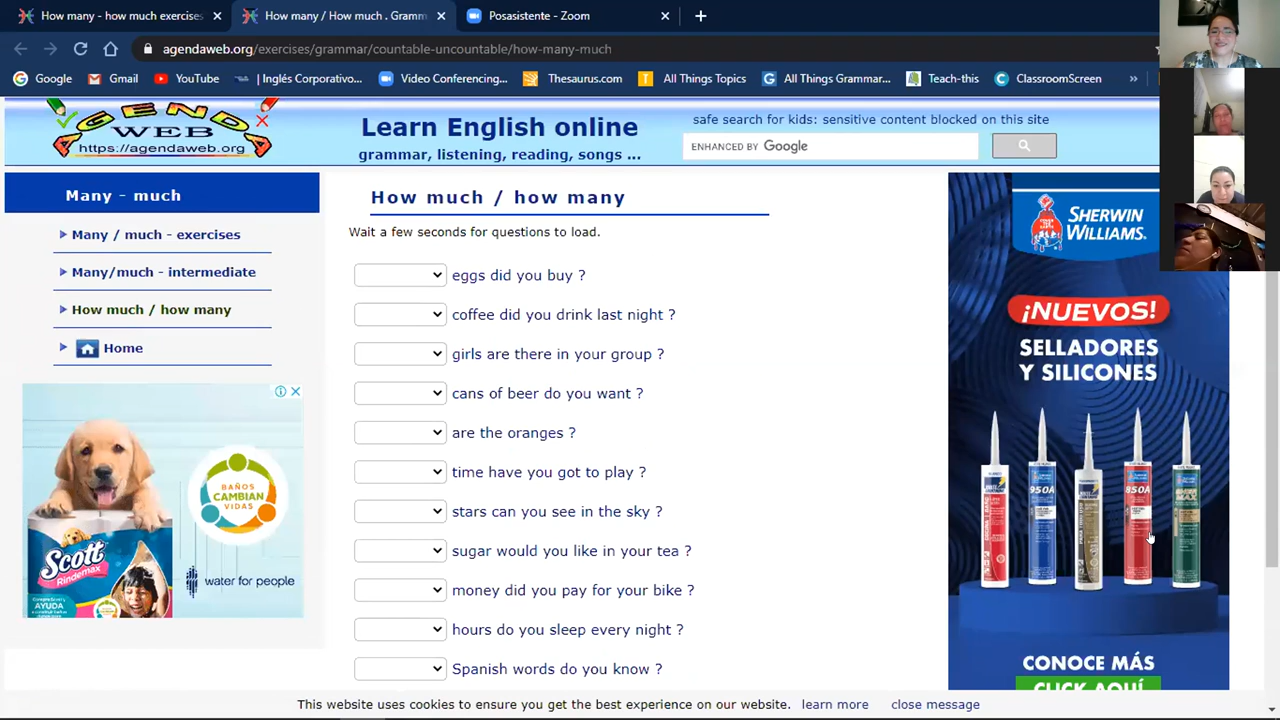 How many - how much exercises
How many / How much . Gramm
Posasistente - Zoom
agendaweb.org/exercises/grammar/countable-uncountable/how-many-much
Google
Gmail
YouTube
| Inglés Corporativo...
Video Conferencing...
Thesaurus.com
All Things Topics
All Things Grammar...
Teach-this
ClassroomScreen
AGENDA
WEB
https://agendaweb.org
Learn English online
grammar, listening, reading, songs ...
safe search for kids: sensitive content blocked on this site
ENHANCED BY Google
Many - much
Many / much - exercises
Many/much - intermediate
How much / how many
Home
How much / how many
Wait a few seconds for questions to load.
eggs did you buy ?
coffee did you drink last night ?
girls are there in your group ?
cans of beer do you want ?
are the oranges ?
time have you got to play ?
stars can you see in the sky ?
sugar would you like in your tea ?
money did you pay for your bike ?
hours do you sleep every night ?
Spanish words do you know ?
Scott
Rindemax
AYUDA
BAÑOS
CAMBIAN
VIDAS
water for people
SHERWIN
WILLIAMS.
¡NUEVOS!
SELLADORES
Y SILICONES
950A
850A
CONOCE MÁS
CLICK AQUÍ
This website uses cookies to ensure you get the best experience on our website.
learn more
close message